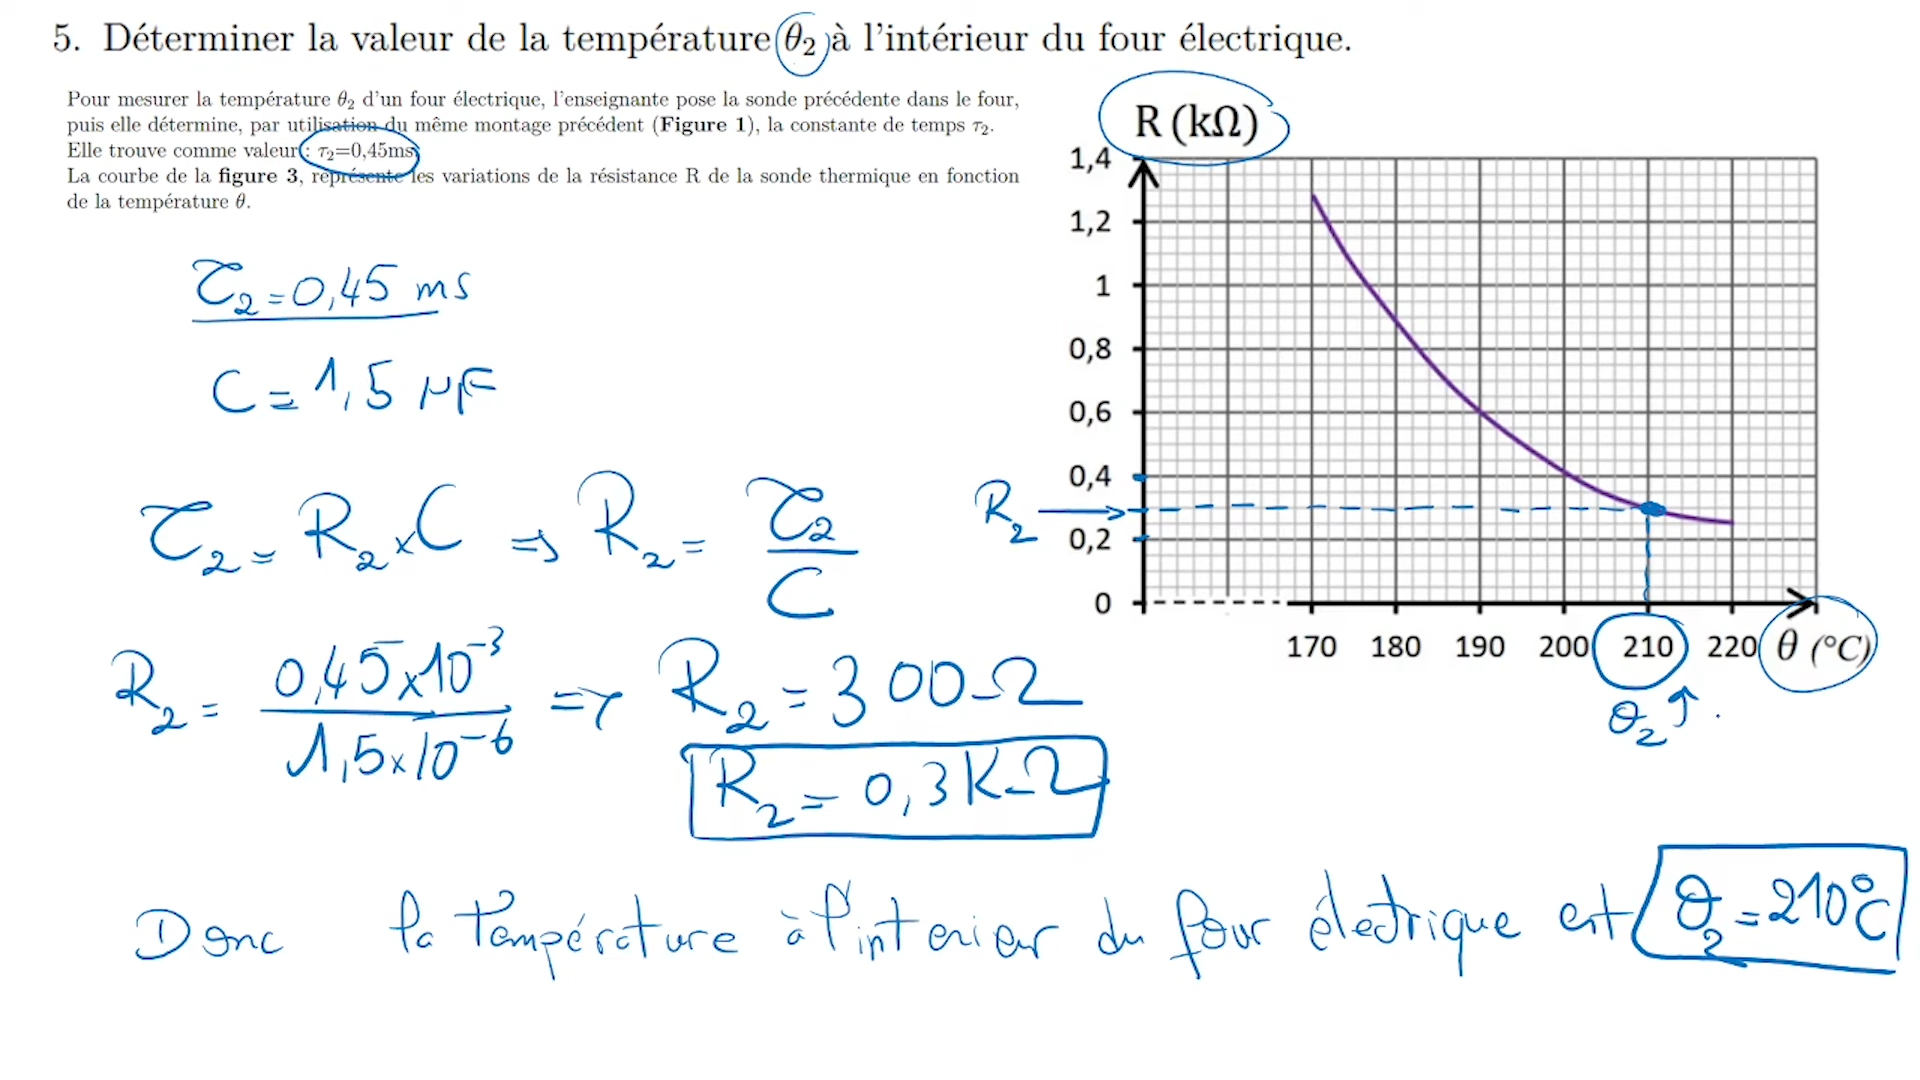 5. Déterminer la valeur de la température θ₂ à l'intérieur du four électrique.
Pour mesurer la température θ₂ d'un four électrique, l'enseignante pose la sonde précédente dans le four,
puis elle détermine, par utilisation du même montage précédent (Figure 1), la constante de temps τ₂.
Elle trouve comme valeur : τ₂=0,45ms
La courbe de la figure 3, représente les variations de la résistance R de la sonde thermique en fonction
de la température θ.
R (kΩ)
1,4
1,2
1
0,8
0,6
0,4
0,2
0
170 180 190 200 210 220 θ (°C)
θ₂ ↑.
R₂ →
τ₂ = 0,45 ms
C = 1,5 μF
τ₂ = R₂ × C ⇒ R₂ = τ₂/C
R₂ = 0,45×10⁻³/1,5×10⁻⁶ ⇒ R₂ = 300 Ω
R₂ = 0,3 KΩ
Donc la température à l'interieur du four électrique est θ₂ = 210°C